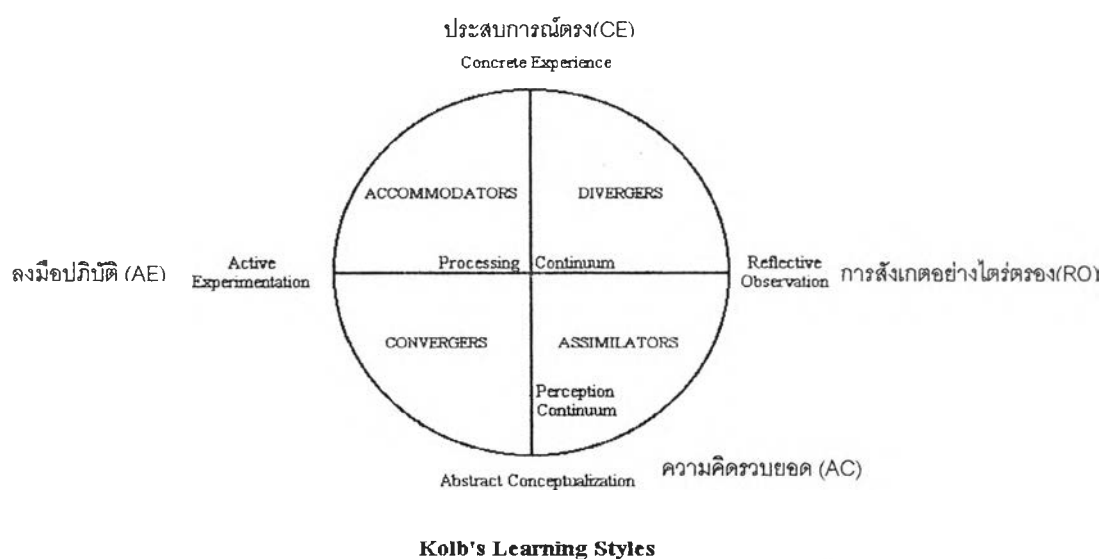 ประสบการณ์ตรง(CE)
Concrete Experience
ACCOMMODATORS
DIVERGERS
ลงมือปภิบัติ (AE)
Active
Experimentation
Processing Continuum
Reflective
Observation
การสังเกตอย่างไตร่ตรอง(RO)
CONVERGERS
ASSIMILATORS
Perception
Continuum
ความคิดรวบยอด (AC)
Abstract Conceptualization
Kolb's Learning Styles